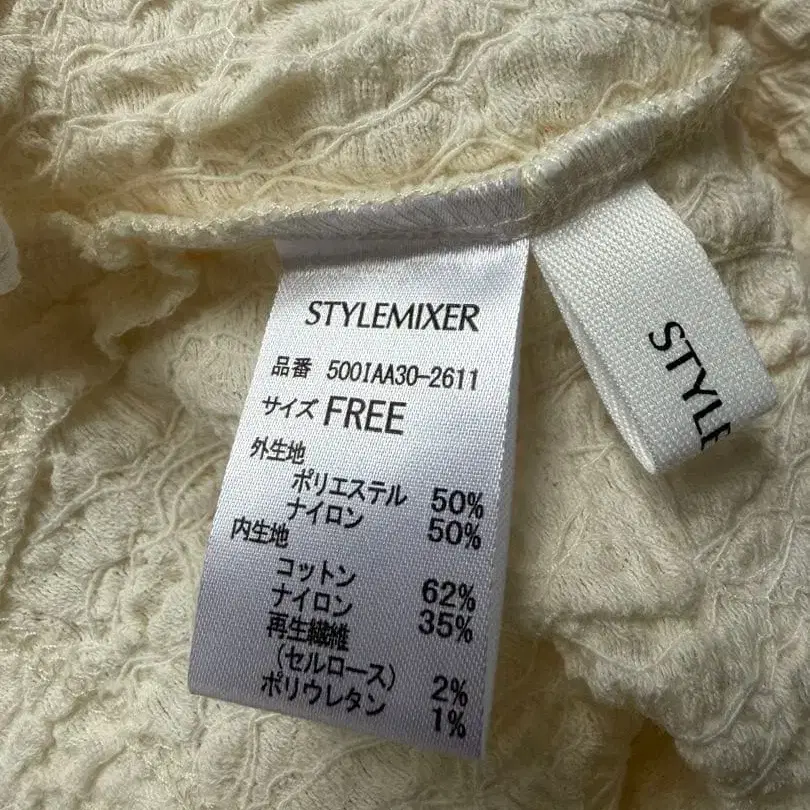 STYLEMIXER
品番 500IAA30-2611
サイズ FREE
外生地
ポリエステル 50%
ナイロン 50%
内生地
コットン 62%
ナイロン 35%
再生繊維
(セルロース) 2%
ポリウレタン 1%
STYLE